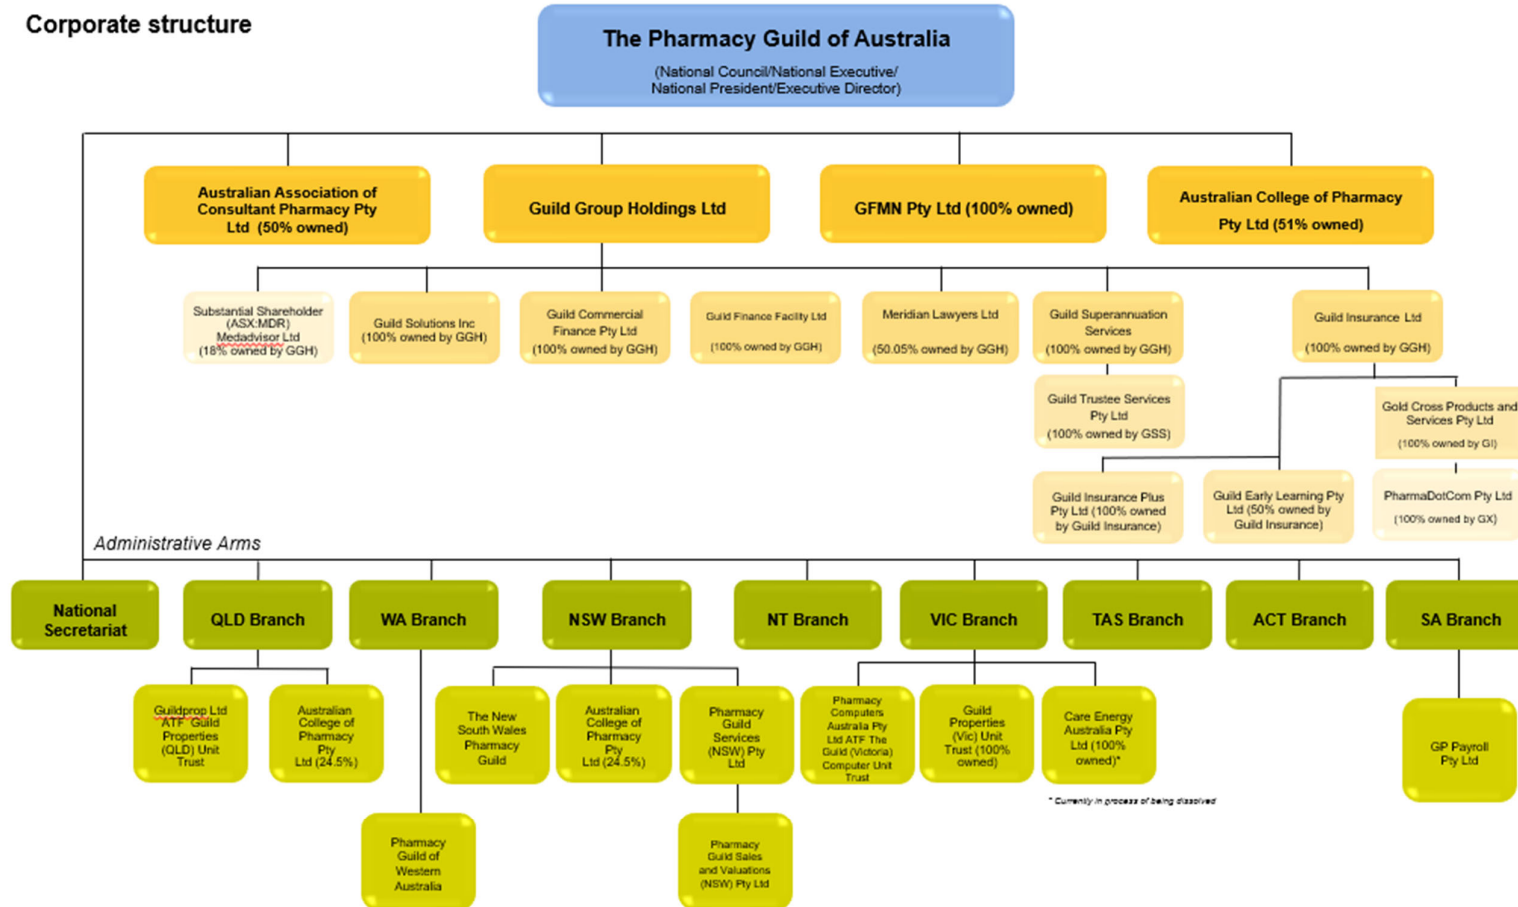 Corporate structure
The Pharmacy Guild of Australia
(National Council/National Executive/
National President/Executive Director)
Australian Association of
Consultant Pharmacy Pty
Ltd (50% owned)
Guild Group Holdings Ltd
GFMN Pty Ltd (100% owned)
Australian College of Pharmacy
Pty Ltd (51% owned)
Substantial Shareholder
(ASX:MDR)
Medadvisor Ltd
(18% owned by GGH)
Guild Solutions Inc
(100% owned by GGH)
Guild Commercial
Finance Pty Ltd
(100% owned by GGH)
Guild Finance Facility Ltd
(100% owned by GGH)
Meridian Lawyers Ltd
(50.05% owned by GGH)
Guild Superannuation
Services
(100% owned by GGH)
Guild Insurance Ltd
(100% owned by GGH)
Guild Trustee Services
Pty Ltd
(100% owned by GSS)
Gold Cross Products and
Services Pty Ltd
(100% owned by GI)
Guild Insurance Plus
Pty Ltd (100% owned
by Guild Insurance)
Guild Early Learning Pty
Ltd (50% owned by
Guild Insurance)
PharmaDotCom Pty Ltd
(100% owned by GX)
Administrative Arms
National
Secretariat
QLD Branch
WA Branch
NSW Branch
NT Branch
VIC Branch
TAS Branch
ACT Branch
SA Branch
Guildprop Ltd
ATF Guild
Properties
(QLD) Unit
Trust
Australian
College of
Pharmacy
Pty
Ltd (24.5%)
The New
South Wales
Pharmacy
Guild
Australian
College of
Pharmacy
Pty
Ltd (24.5%)
Pharmacy
Guild
Services
(NSW) Pty
Ltd
Pharmacy
Computers
Australia Pty
Ltd ATF The
Guild (Victoria)
Computer Unit
Trust
Guild
Properties
(Vic) Unit
Trust (100%
owned)
Care Energy
Australia Pty
Ltd (100%
owned)*
GP Payroll
Pty Ltd
* Currently in process of being dissolved
Pharmacy
Guild of
Western
Australia
Pharmacy
Guild Sales
and Valuations
(NSW) Pty Ltd